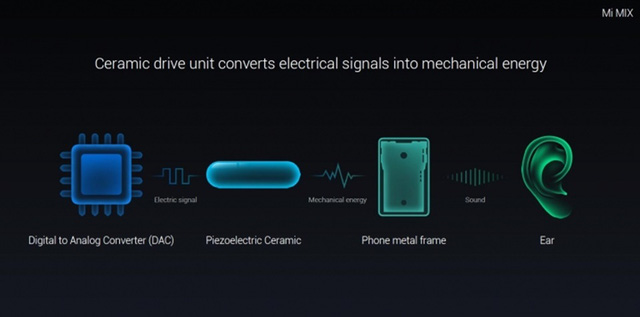 Mi MIX
Ceramic drive unit converts electrical signals into mechanical energy
Electric signal
Mechanical energy
Sound
Digital to Analog Converter (DAC)
Piezoelectric Ceramic
Phone metal frame
Ear